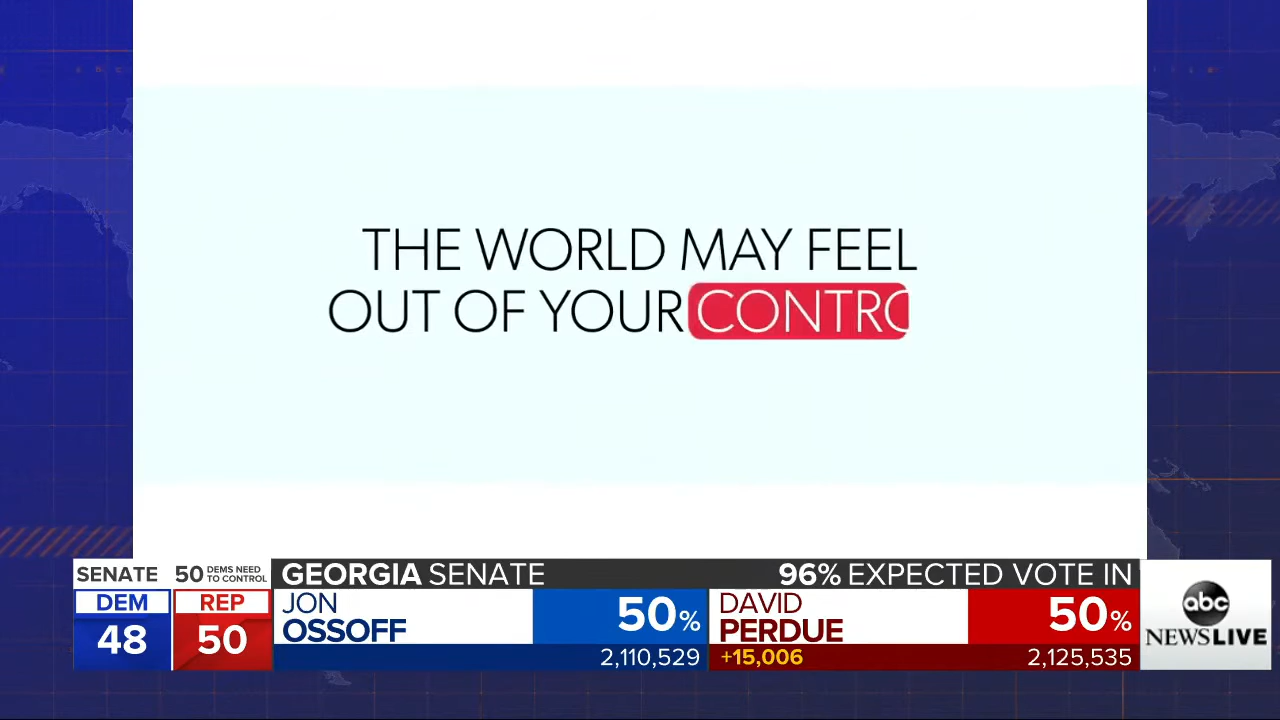 THE WORLD MAY FEEL
OUT OF YOUR CONTRO
SENATE 50 DEMS NEED TO CONTROL
DEM REP
48 50
GEORGIA SENATE 96% EXPECTED VOTE IN
JON OSSOFF 50%
2,110,529
DAVID PERDUE 50%
+15,006 2,125,535
abc
NEWSLIVE